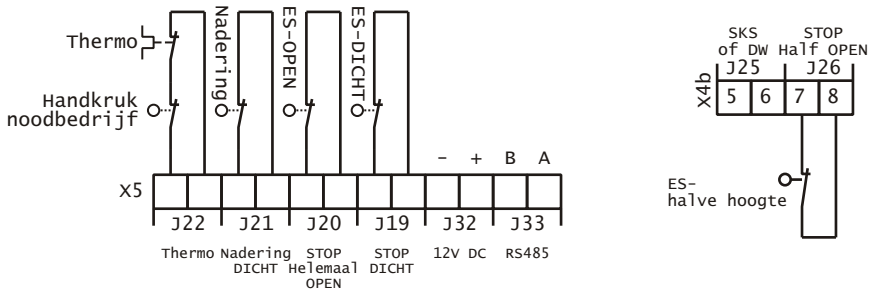 Thermo
Handkruk
noodbedrijf
Nadering
ES-OPEN
ES-DICHT
- + B A
X5
J22 J21 J20 J19 J32 J33
Thermo Nadering STOP STOP 12V DC RS485
DICHT Helemaal DICHT
OPEN
SKS STOP
of DW Half OPEN
J25 J26
X4b
5 6 7 8
ES-
halve hoogte